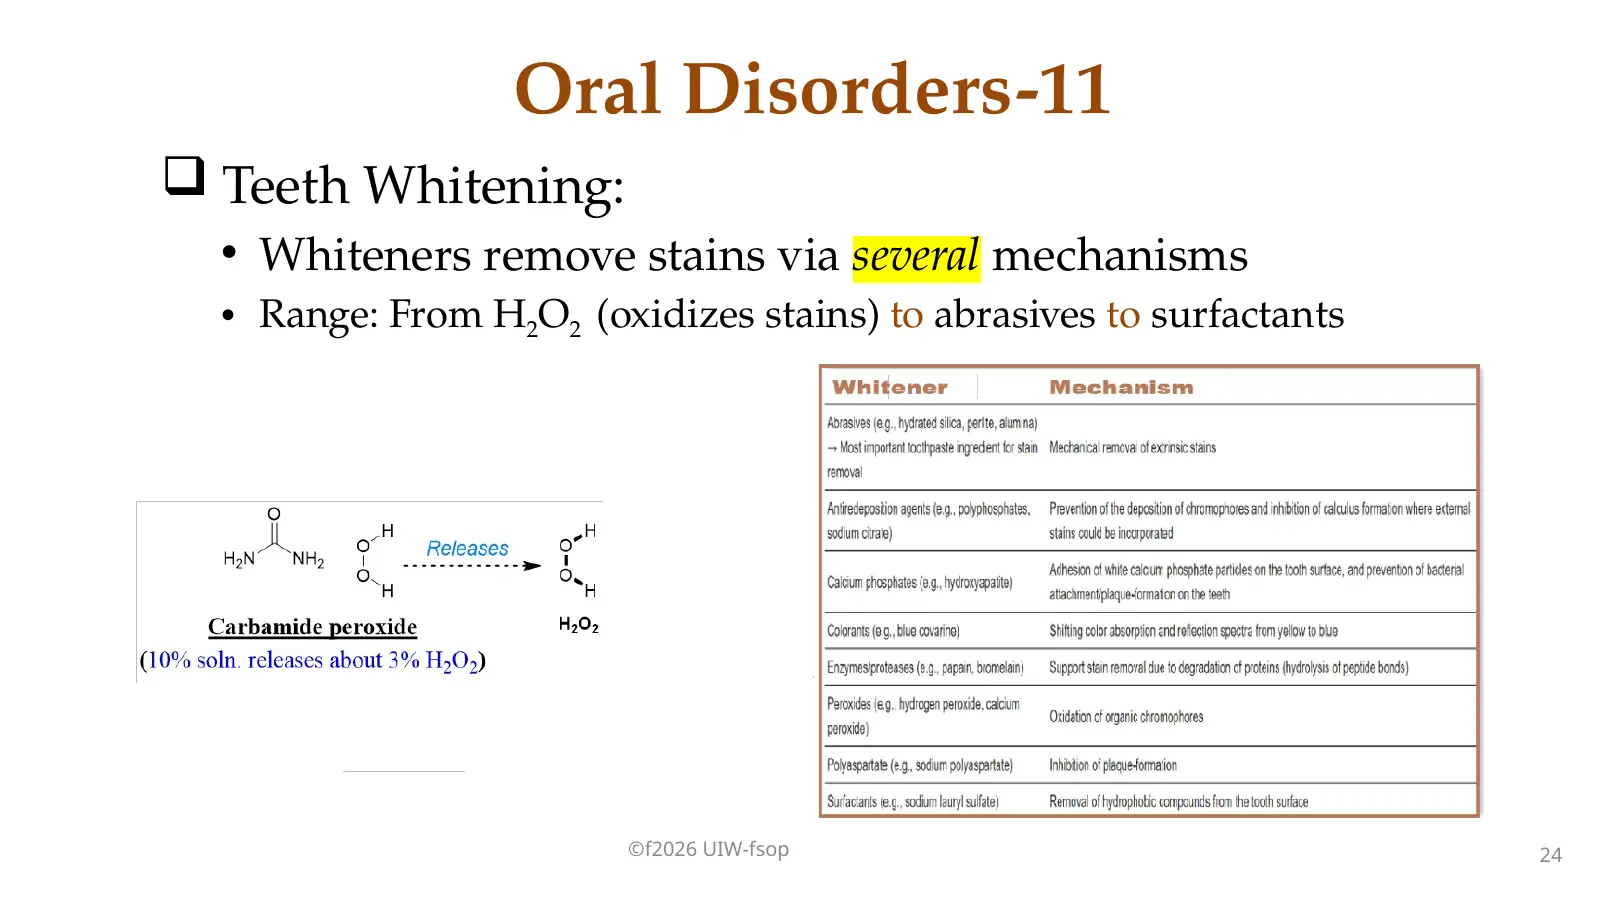 Oral Disorders-11
❑ Teeth Whitening:
• Whiteners remove stains via several mechanisms
• Range: From H₂O₂ (oxidizes stains) to abrasives to surfactants
O
H₂N NH₂
H
O
O
H
Releases
H
O
O
H
Carbamide peroxide
H₂O₂
(10% soln. releases about 3% H₂O₂)
Whitener Mechanism
Abrasives (e.g., hydrated silica, perlite, alumina)
→ Most important toothpaste ingredient for stain
removal
Mechanical removal of extrinsic stains
Antiredeposition agents (e.g., polyphosphates,
sodium citrate)
Prevention of the deposition of chromophores and inhibition of calculus formation where external
stains could be incorporated
Calcium phosphates (e.g., hydroxyapatite)
Adhesion of white calcium phosphate particles on the tooth surface, and prevention of bacterial
attachment/plaque-formation on the teeth
Colorants (e.g., blue covarine) Shifting color absorption and reflection spectra from yellow to blue
Enzymes/proteases (e.g., papain, bromelain) Support stain removal due to degradation of proteins (hydrolysis of peptide bonds)
Peroxides (e.g., hydrogen peroxide, calcium
peroxide)
Oxidation of organic chromophores
Polyaspartate (e.g., sodium polyaspartate) Inhibition of plaque-formation
Surfactants (e.g., sodium lauryl sulfate) Removal of hydrophobic compounds from the tooth surface
©f2026 UIW-fsop
24